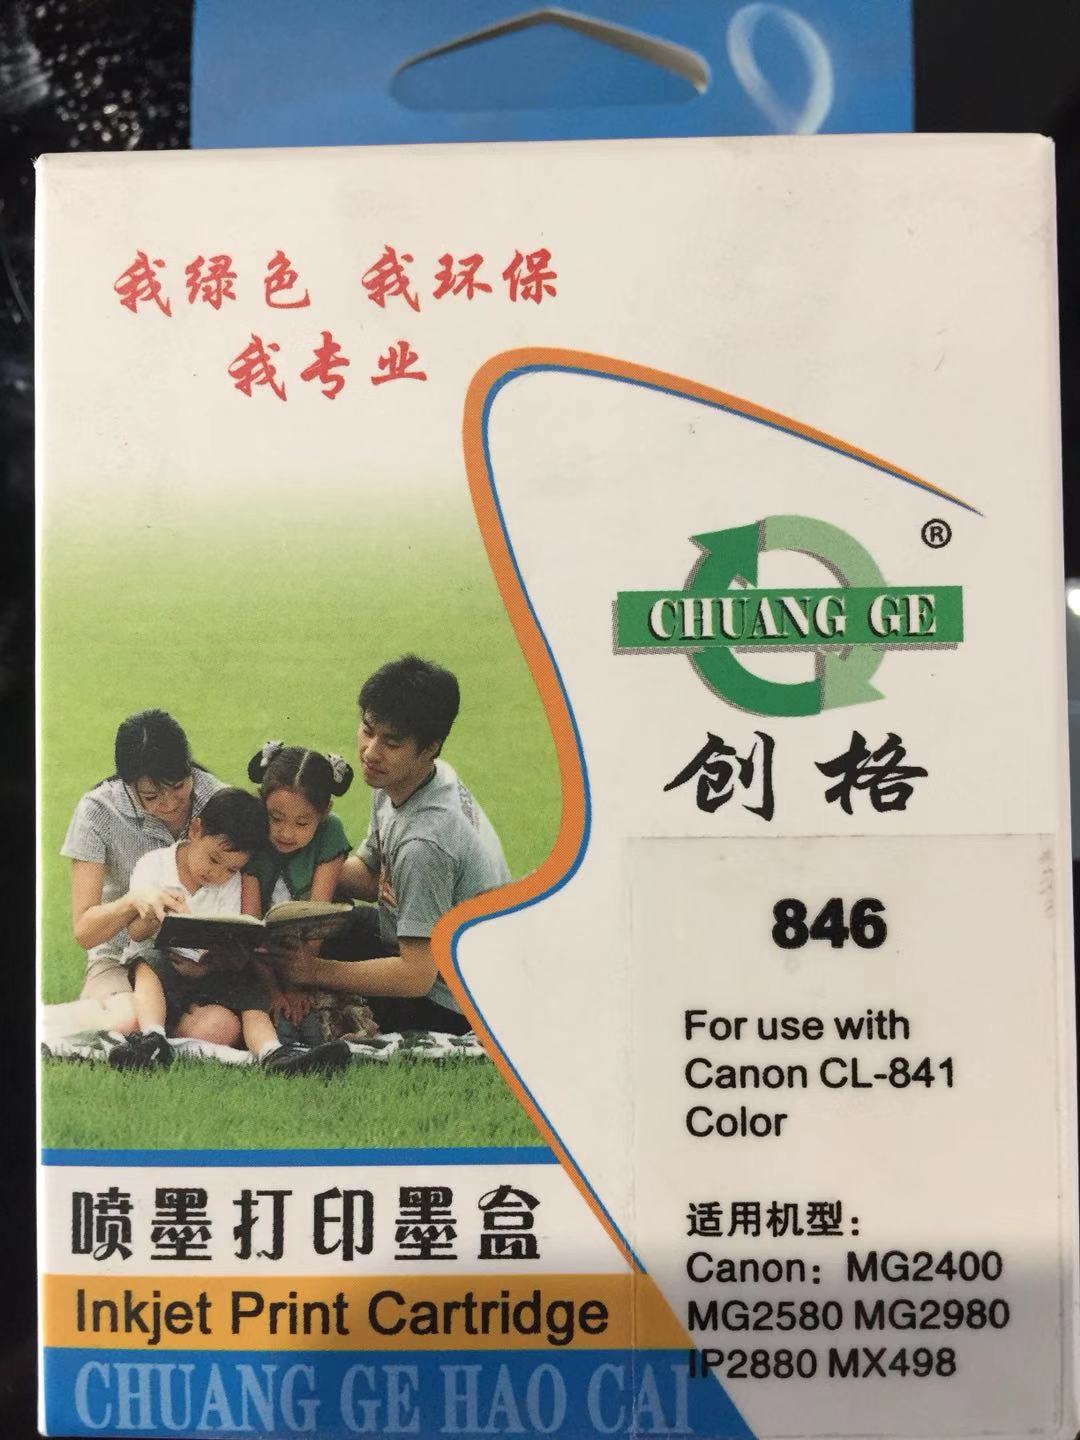 我绿色 我环保
我专业
®
CHUANG GE
创格
846
For use with
Canon CL-841
Color
适用机型：
Canon：MG2400
MG2580 MG2980
IP2880 MX498
喷墨打印墨盒
Inkjet Print Cartridge
CHUANG GE HAO CAI